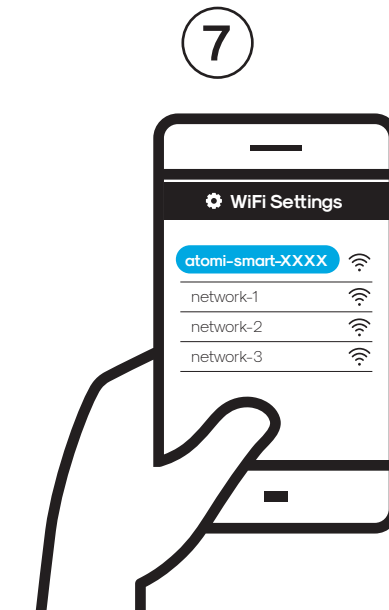 7
WiFi Settings
atomi-smart-XXXX
network-1
network-2
network-3